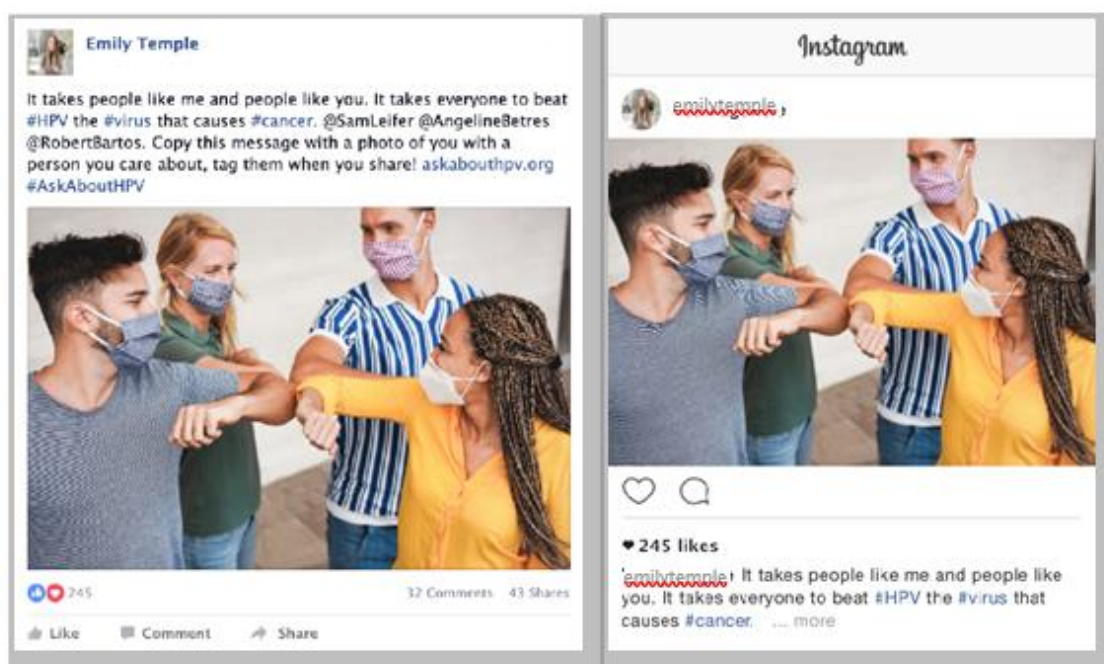 Emily Temple
It takes people like me and people like you. It takes everyone to beat
#HPV the #virus that causes #cancer. @SamLeifer @AngelineBetres
@RobertBartos. Copy this message with a photo of you with a
person you care about, tag them when you share! askabouthpv.org
#AskAboutHPV
245
32 Comments 43 Shares
Like Comment Share
Instagram
emilytemple
245 likes
emilytemple It takes people like me and people like
you. It takes everyone to beat #HPV the #virus that
causes #cancer. ... more